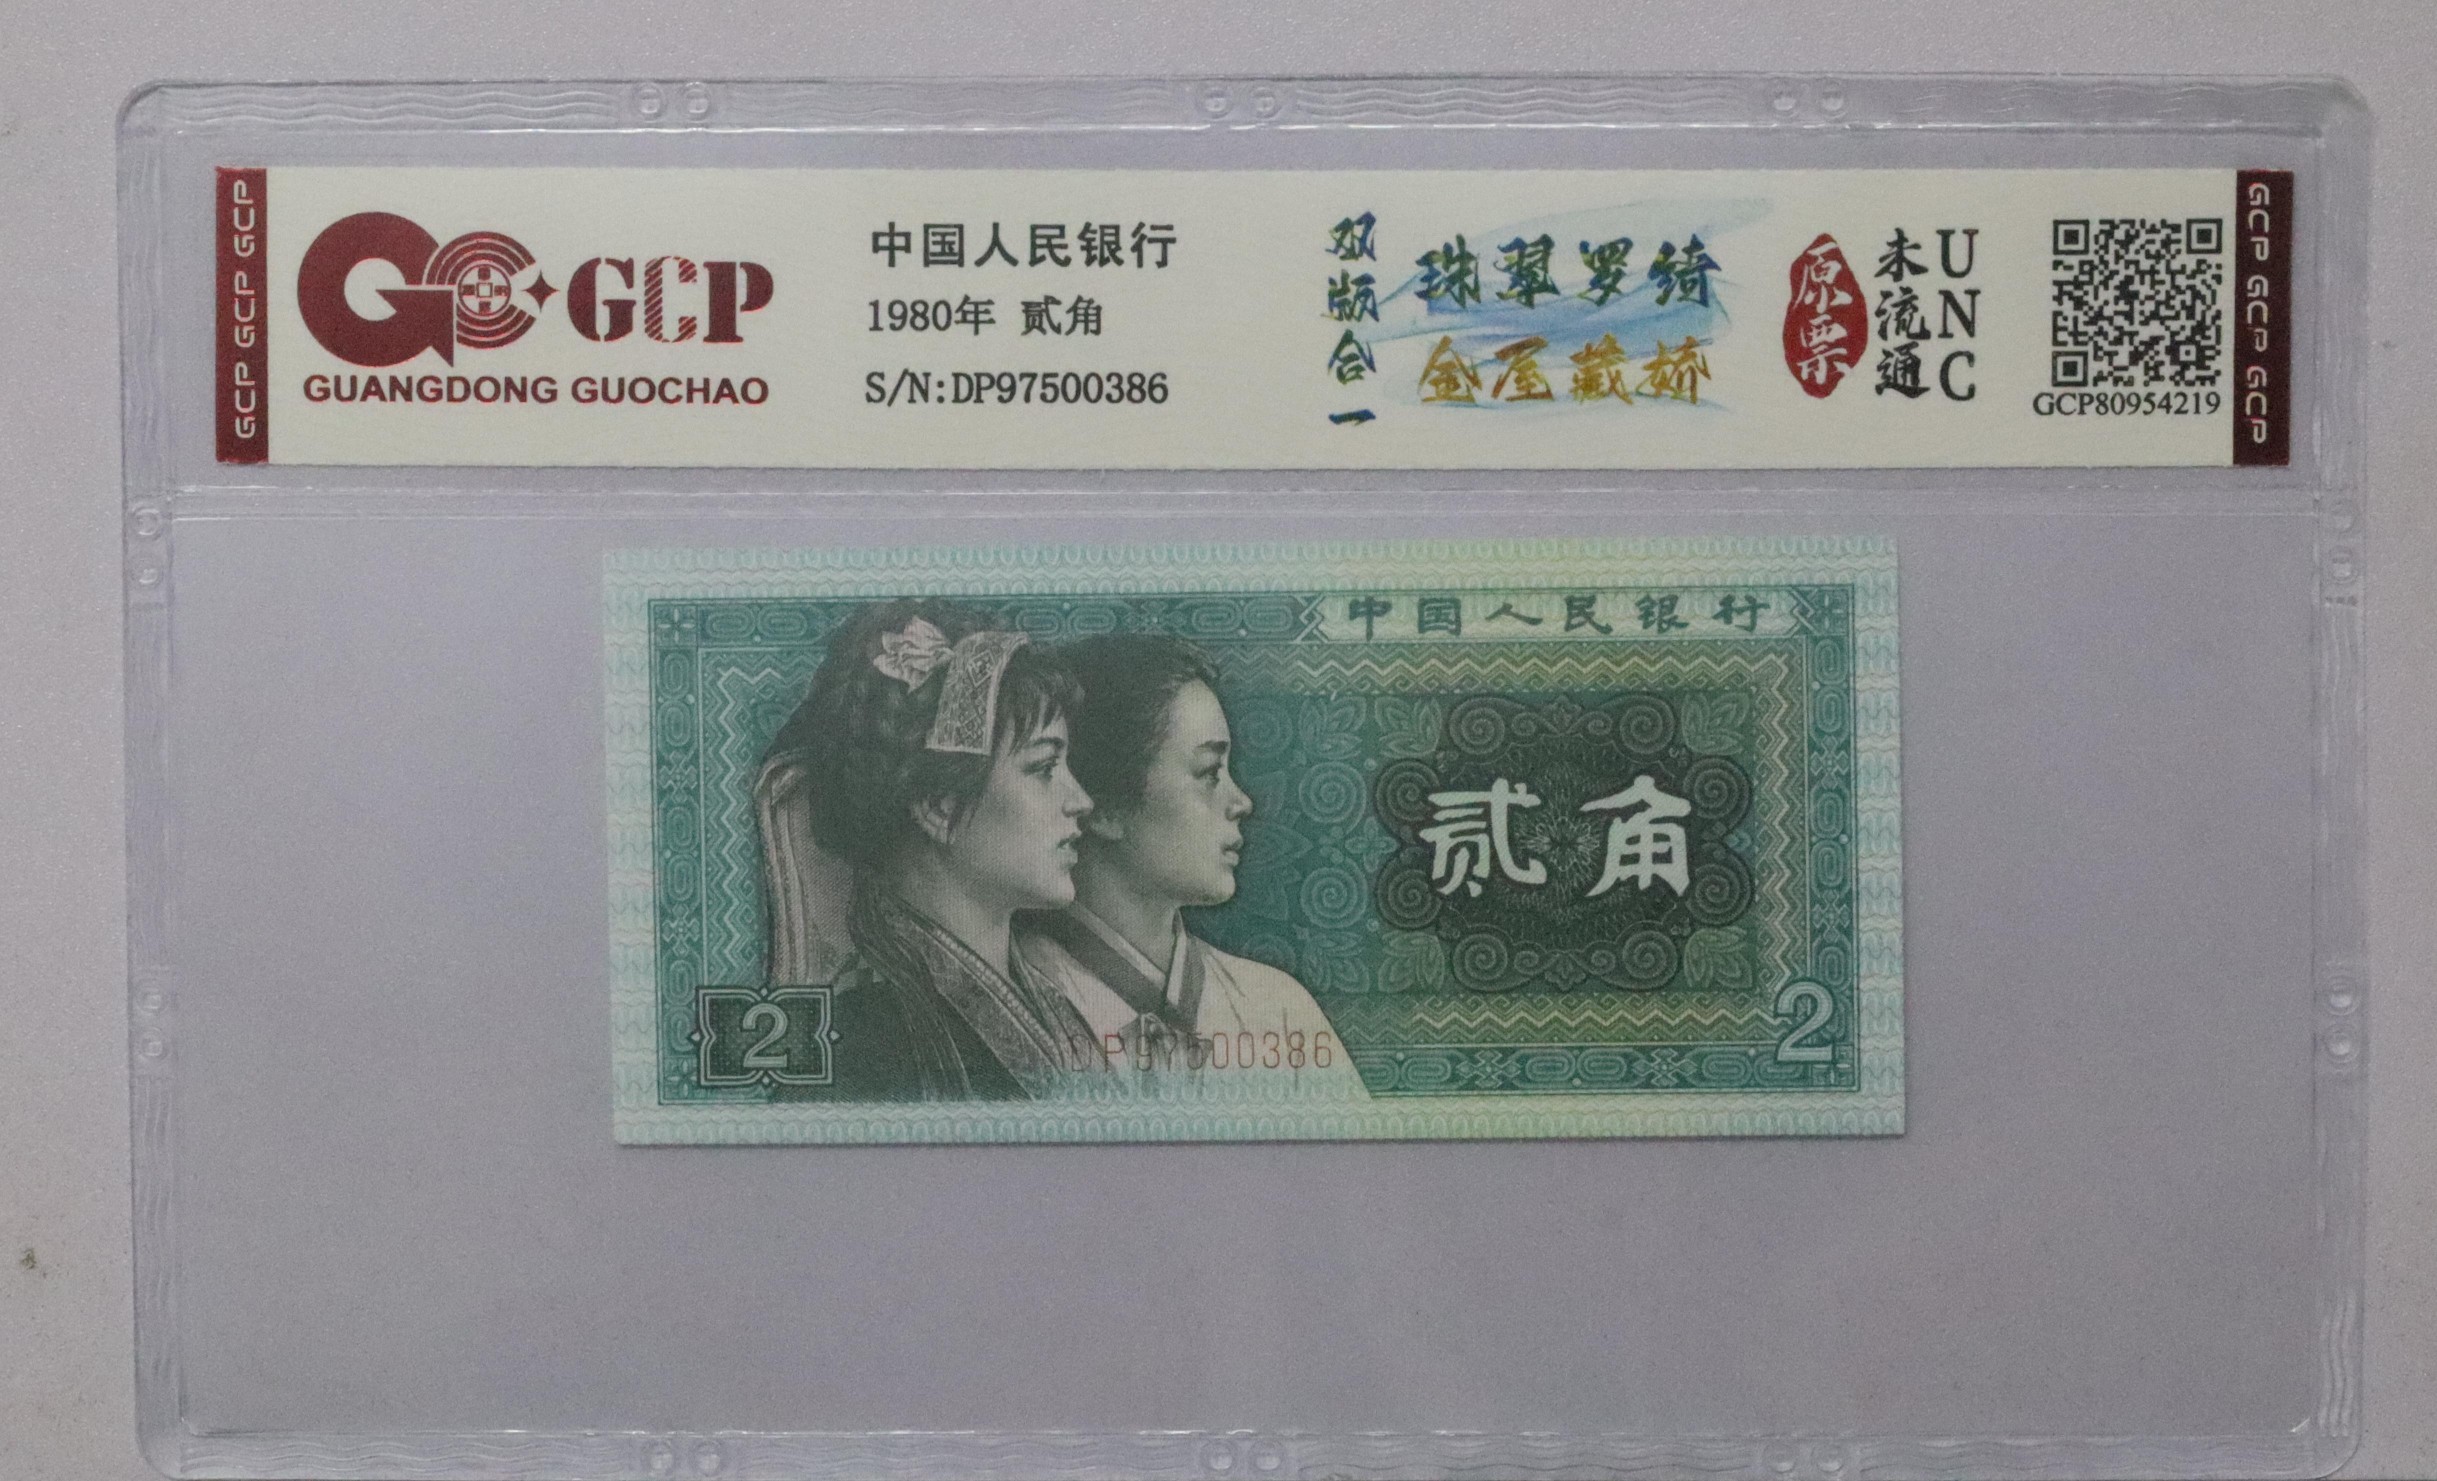 GCP GCP GCP
GCP
GUANGDONG GUOCHAO
中国人民银行
1980年 贰角
S/N:DP97500386
双版合一
珠翠罗绮
金屋藏娇
原票
未流通
UNC
GCP80954219
GCP GCP GCP
中国人民银行
贰角
2
DP97500386
2